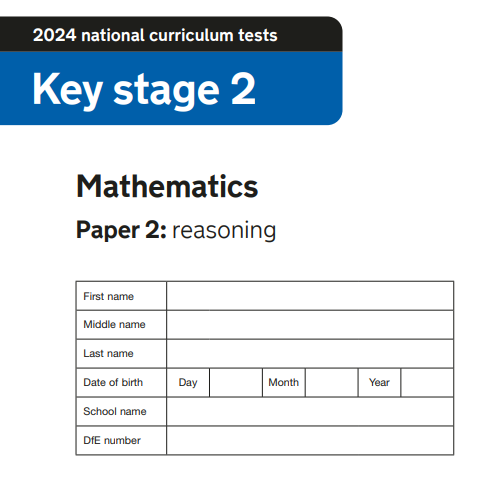 2024 national curriculum tests
Key stage 2
Mathematics
Paper 2: reasoning
First name
Middle name
Last name
Date of birth Day Month Year
School name
DfE number